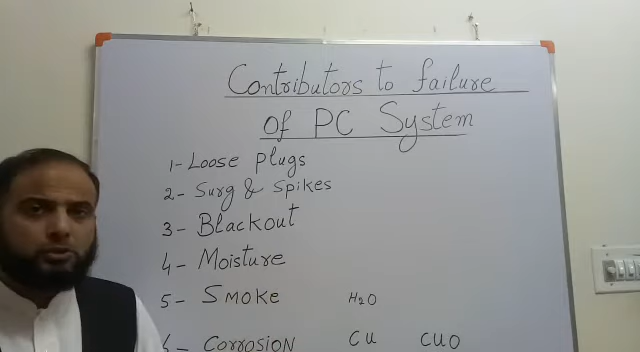 Contributors to failure
of PC System
1- Loose plugs
2- Surg & spikes
3- Blackout
4- Moisture
5- Smoke H2O
6- Corrosion CU CUO